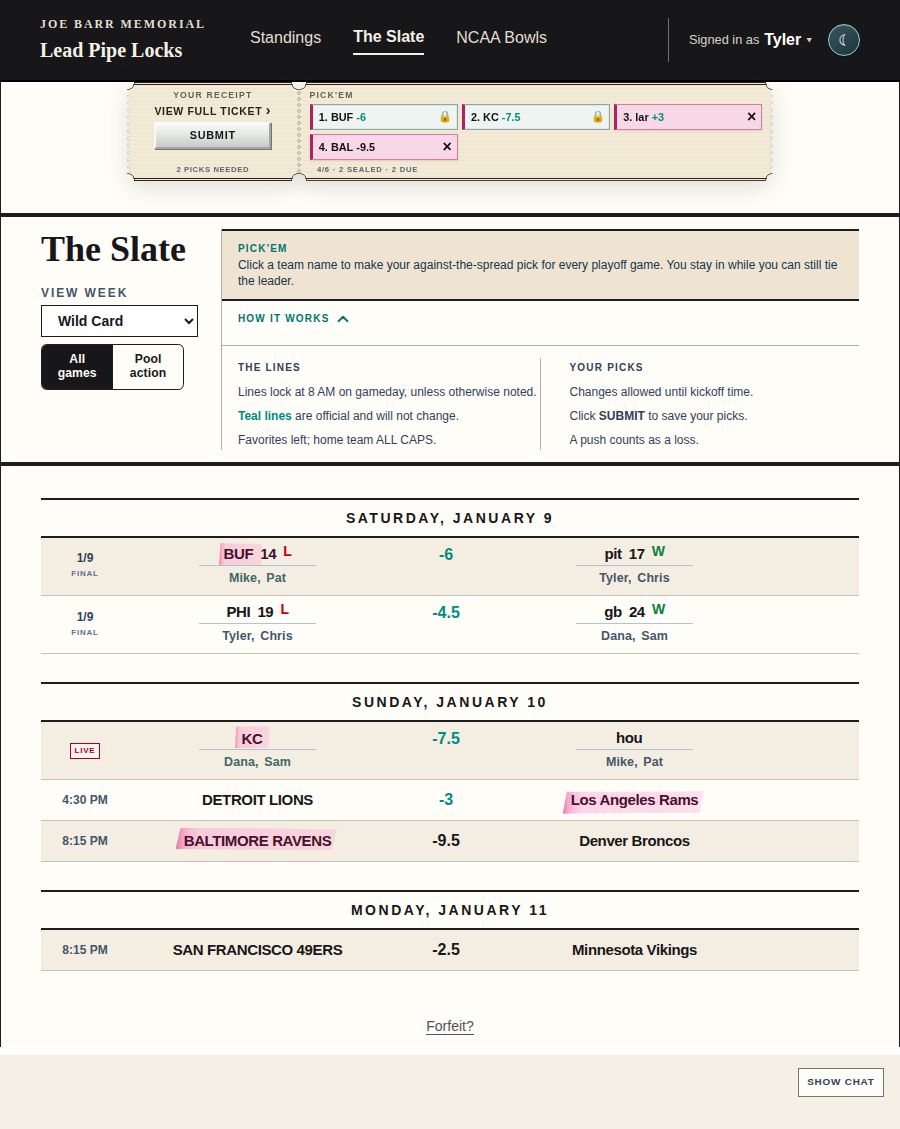 JOE BARR MEMORIAL
Lead Pipe Locks
Standings
The Slate
NCAA Bowls
Signed in as Tyler
YOUR RECEIPT
VIEW FULL TICKET ›
SUBMIT
2 PICKS NEEDED
PICK'EM
1. BUF -6
2. KC -7.5
3. lar +3 ×
4. BAL -9.5 ×
4/6 · 2 SEALED · 2 DUE
The Slate
VIEW WEEK
Wild Card
All games
Pool action
PICK'EM
Click a team name to make your against-the-spread pick for every playoff game. You stay in while you can still tie
the leader.
HOW IT WORKS
THE LINES
Lines lock at 8 AM on gameday, unless otherwise noted.
Teal lines are official and will not change.
Favorites left; home team ALL CAPS.
YOUR PICKS
Changes allowed until kickoff time.
Click SUBMIT to save your picks.
A push counts as a loss.
SATURDAY, JANUARY 9
1/9 BUF 14 L -6 pit 17 W
FINAL Mike, Pat Tyler, Chris
1/9 PHI 19 L -4.5 gb 24 W
FINAL Tyler, Chris Dana, Sam
SUNDAY, JANUARY 10
LIVE KC -7.5 hou
Dana, Sam Mike, Pat
4:30 PM DETROIT LIONS -3 Los Angeles Rams
8:15 PM BALTIMORE RAVENS -9.5 Denver Broncos
MONDAY, JANUARY 11
8:15 PM SAN FRANCISCO 49ERS -2.5 Minnesota Vikings
Forfeit?
SHOW CHAT